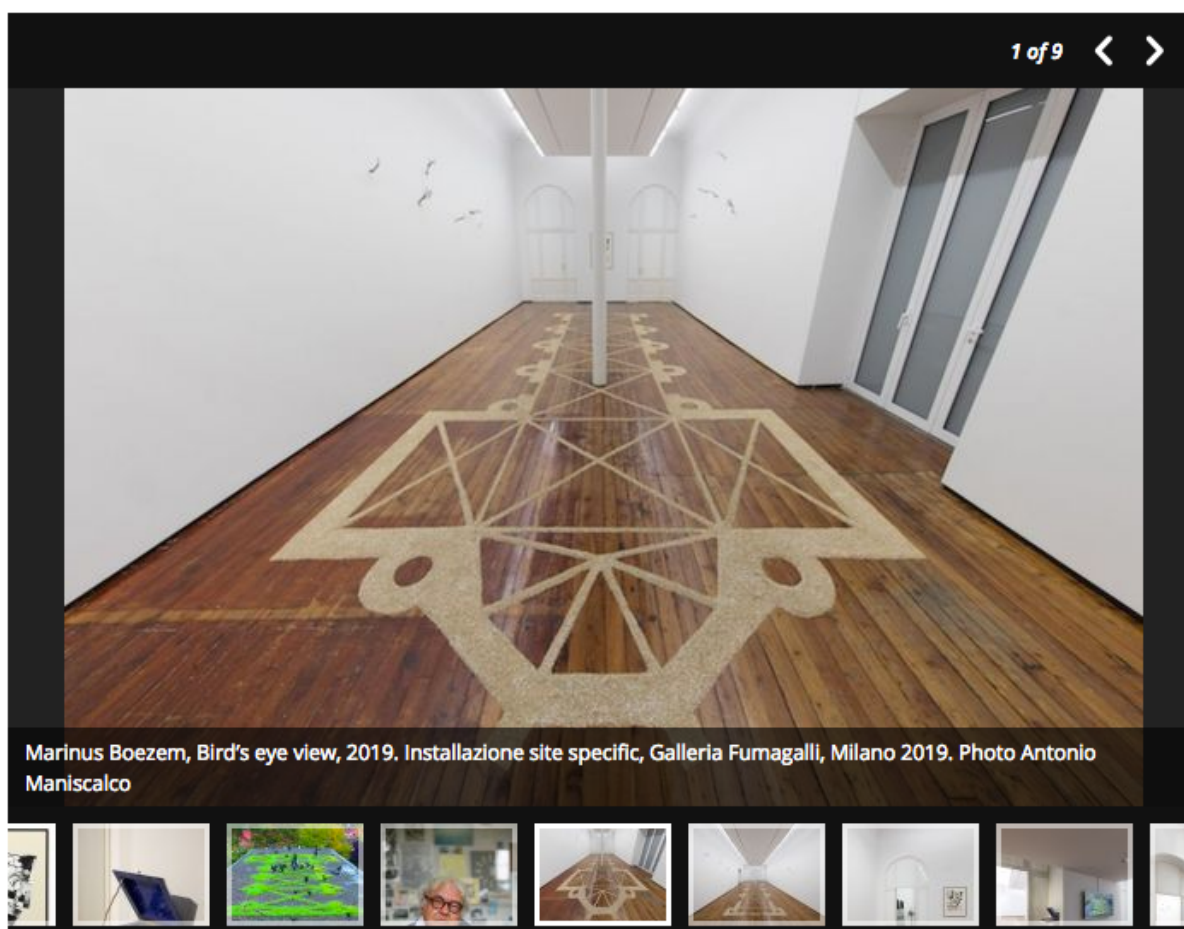 1 of 9
Marinus Boezem, Bird's eye view, 2019. Installazione site specific, Galleria Fumagalli, Milano 2019. Photo Antonio
Maniscalco